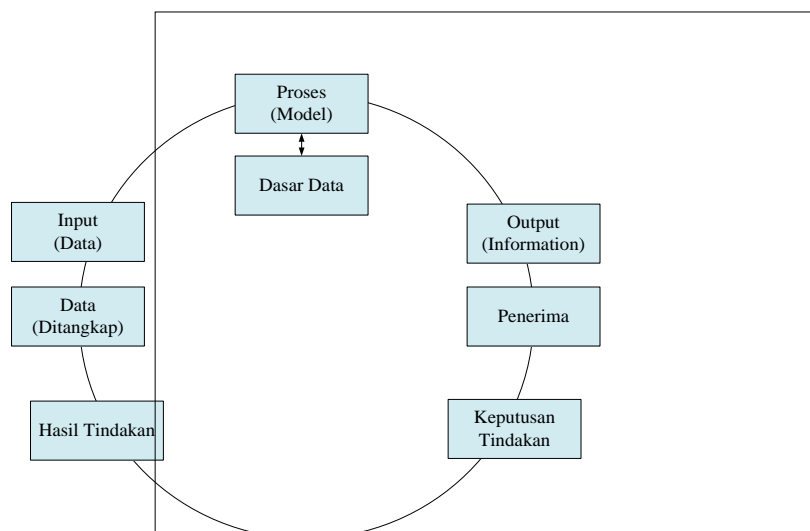 Proses
(Model)
Dasar Data
Input
(Data)
Output
(Information)
Data
(Ditangkap)
Penerima
Hasil Tindakan
Keputusan
Tindakan